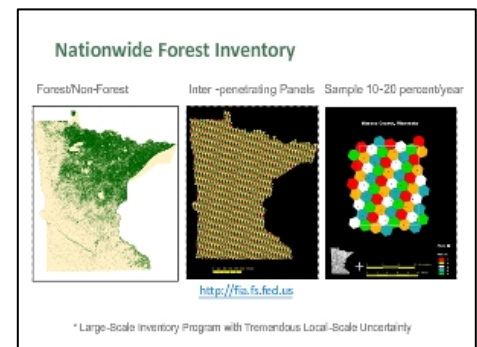 Nationwide Forest Inventory
Forest/Non-Forest
Inter -penetrating Panels
Sample 10-20 percent/year
http://fia.fs.fed.us
* Large-Scale Inventory Program with Tremendous Local-Scale Uncertainty